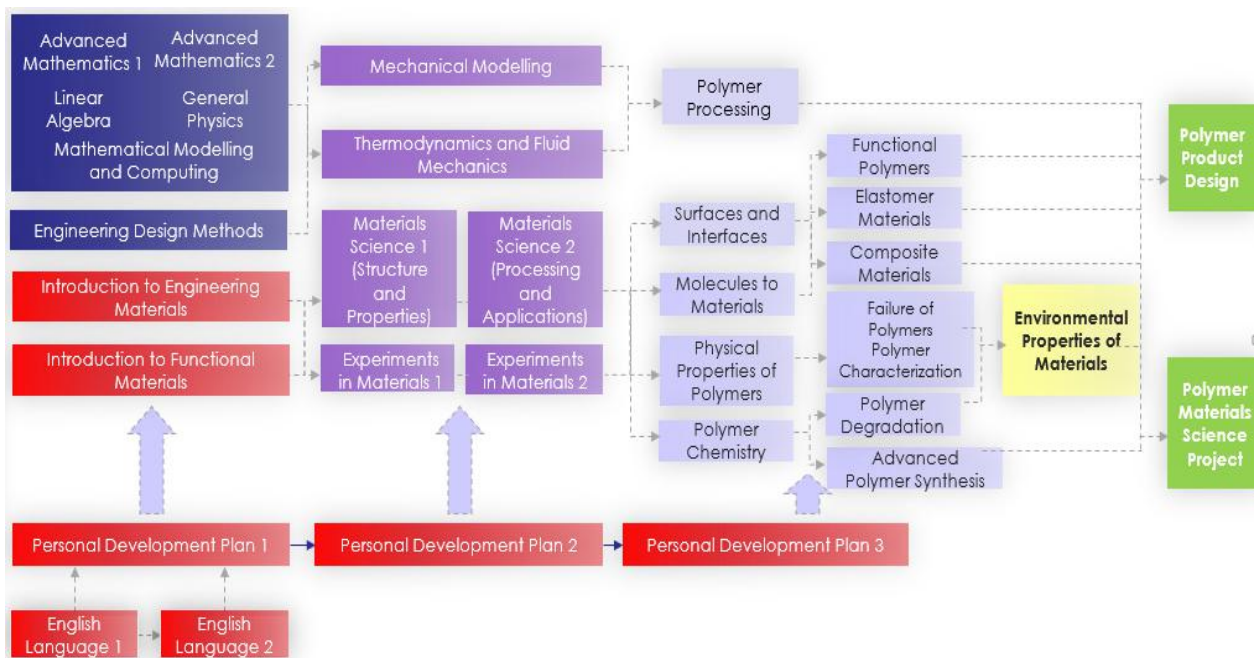 Advanced
Mathematics 1
Advanced
Mathematics 2
Linear
Algebra
General
Physics
Mathematical Modelling
and Computing
Engineering Design Methods
Introduction to Engineering
Materials
Introduction to Functional
Materials
Mechanical Modelling
Thermodynamics and Fluid
Mechanics
Materials
Science 1
(Structure
and
Properties)
Materials
Science 2
(Processing
and
Applications)
Experiments
in Materials 1
Experiments
in Materials 2
Polymer
Processing
Surfaces and
Interfaces
Molecules to
Materials
Physical
Properties of
Polymers
Polymer
Chemistry
Functional
Polymers
Elastomer
Materials
Composite
Materials
Failure of
Polymers
Polymer
Characterization
Polymer
Degradation
Advanced
Polymer Synthesis
Environmental
Properties of
Materials
Polymer
Product
Design
Polymer
Materials
Science
Project
Personal Development Plan 1
Personal Development Plan 2
Personal Development Plan 3
English
Language 1
English
Language 2